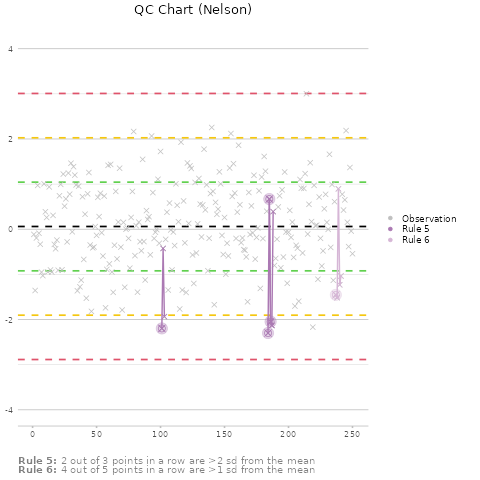 QC Chart (Nelson)
4
2
0
-2
-4
0
50
100
150
200
250
Observation
Rule 5
Rule 6
Rule 5: 2 out of 3 points in a row are >2 sd from the mean
Rule 6: 4 out of 5 points in a row are >1 sd from the mean